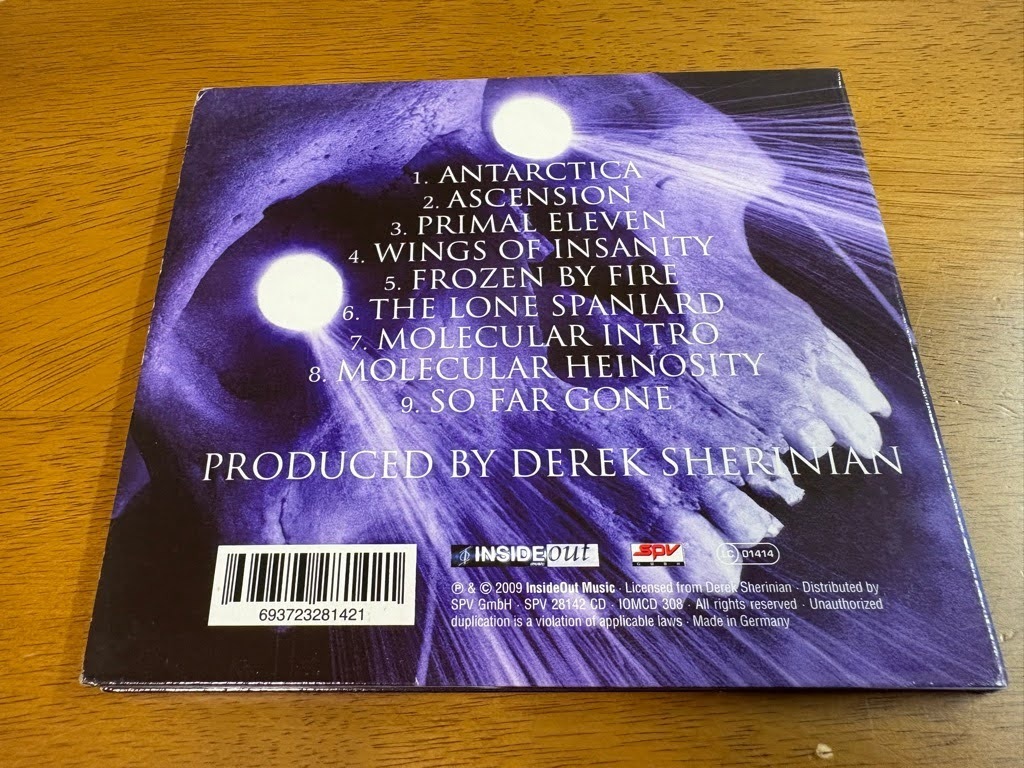 1. ANTARCTICA
2. ASCENSION
3. PRIMAL ELEVEN
4. WINGS OF INSANITY
5. FROZEN BY FIRE
6. THE LONE SPANIARD
7. MOLECULAR INTRO
8. MOLECULAR HEINOSITY
9. SO FAR GONE
PRODUCED BY DEREK SHERINIAN
INSIDEout music
SPV GMBH
LC 01414
℗ & © 2009 InsideOut Music · Licensed from Derek Sherinian · Distributed by
SPV GmbH · SPV 28142 CD · IOMCD 308 · All rights reserved · Unauthorized
duplication is a violation of applicable laws · Made in Germany
693723281421